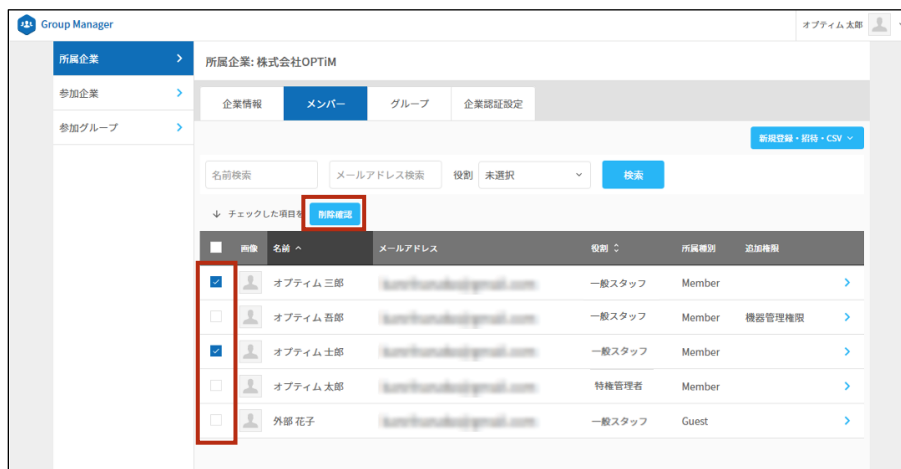 Group Manager
オプティム 太郎
所属企業
参加企業
参加グループ
所属企業: 株式会社OPTiM
企業情報 メンバー グループ 企業認証設定
新規登録・招待・CSV
名前検索 メールアドレス検索 役割 未選択 検索
↓ チェックした項目を 削除確認
画像 名前 メールアドレス 役割 所属種別 追加権限
オプティム 三郎 一般スタッフ Member
オプティム 吾郎 一般スタッフ Member 機器管理権限
オプティム 士郎 一般スタッフ Member
オプティム 太郎 特権管理者 Member
外部 花子 一般スタッフ Guest